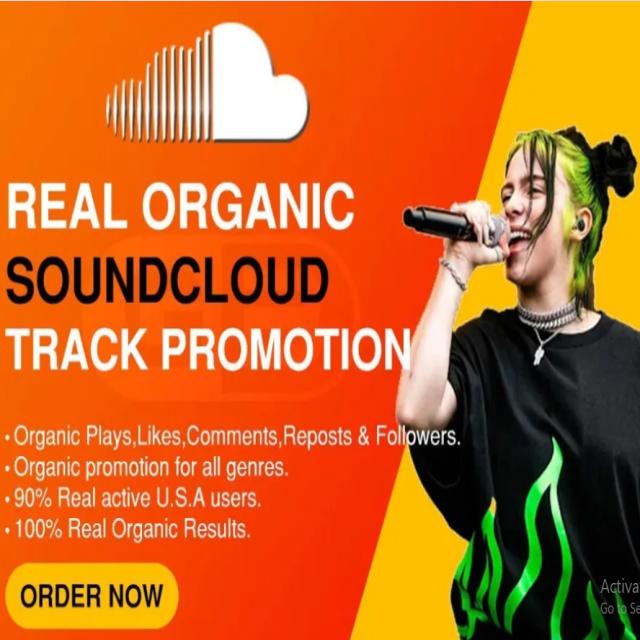 REAL ORGANIC
SOUNDCLOUD
TRACK PROMOTION
• Organic Plays,Likes,Comments,Reposts & Followers.
• Organic promotion for all genres.
• 90% Real active U.S.A users.
• 100% Real Organic Results.
ORDER NOW
Activa
Go to Se